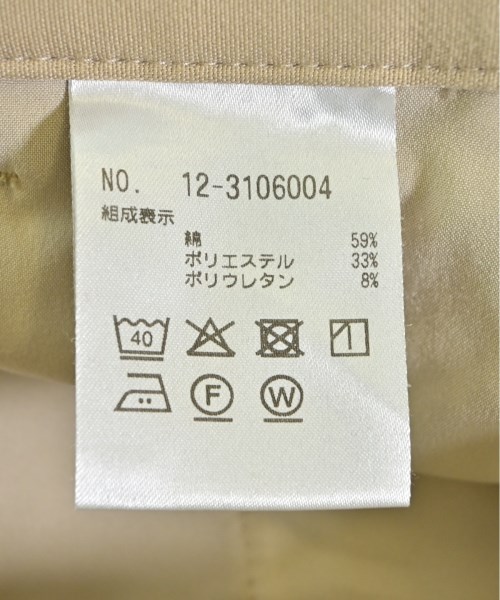 NO. 12-3106004
組成表示
綿 59%
ポリエステル 33%
ポリウレタン 8%
40
F W